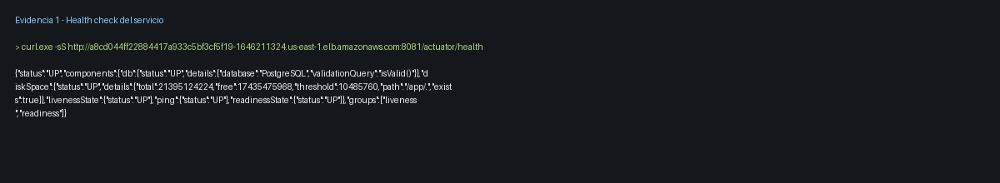 Evidencia 1 - Health check del servicio
> curl.exe -sS http://a8cd044ff22884417a933c5bf3cf5f19-1646211324.us-east-1.elb.amazonaws.com:8081/actuator/health
{"status":"UP","components":{"db":{"status":"UP","details":{"database":"PostgreSQL","validationQuery":"isValid()"}},"d
iskSpace":{"status":"UP","details":{"total":21395124224,"free":17435475968,"threshold":10485760,"path":"/app/.","exist
s":true}},"livenessState":{"status":"UP"},"ping":{"status":"UP"},"readinessState":{"status":"UP"}},"groups":["liveness
","readiness"]}